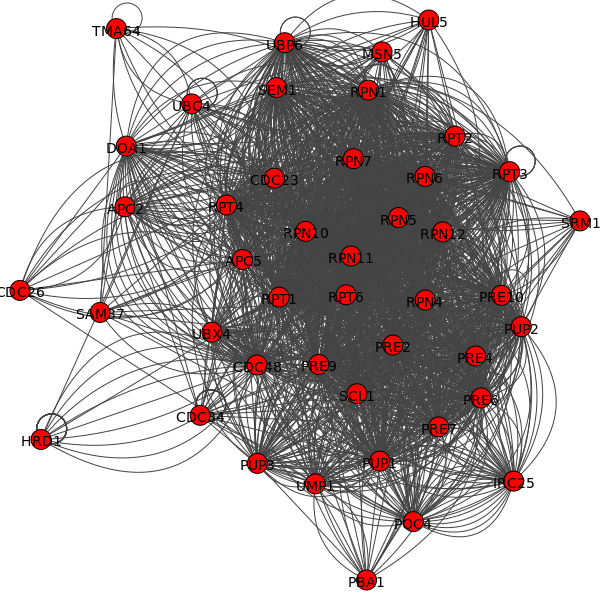 HUL5
TMA64
UBP6
MSN5
SEM1
RPN1
UBC4
RPT2
DOA1
RPN7
RPT3
CDC23
RPN6
APC2
RPT4
RPN5
SRM1
RPN10
RPN12
RPN11
APC5
CDC26
RPT1
RPT6
PRE10
RPN4
SAM37
PUP2
UBX4
PRE2
PRE4
CDC48
PRE9
SCL1
PRE6
CDC34
PRE7
HRD1
PUP3
PUP1
UMP1
IRC25
POC4
PBA1